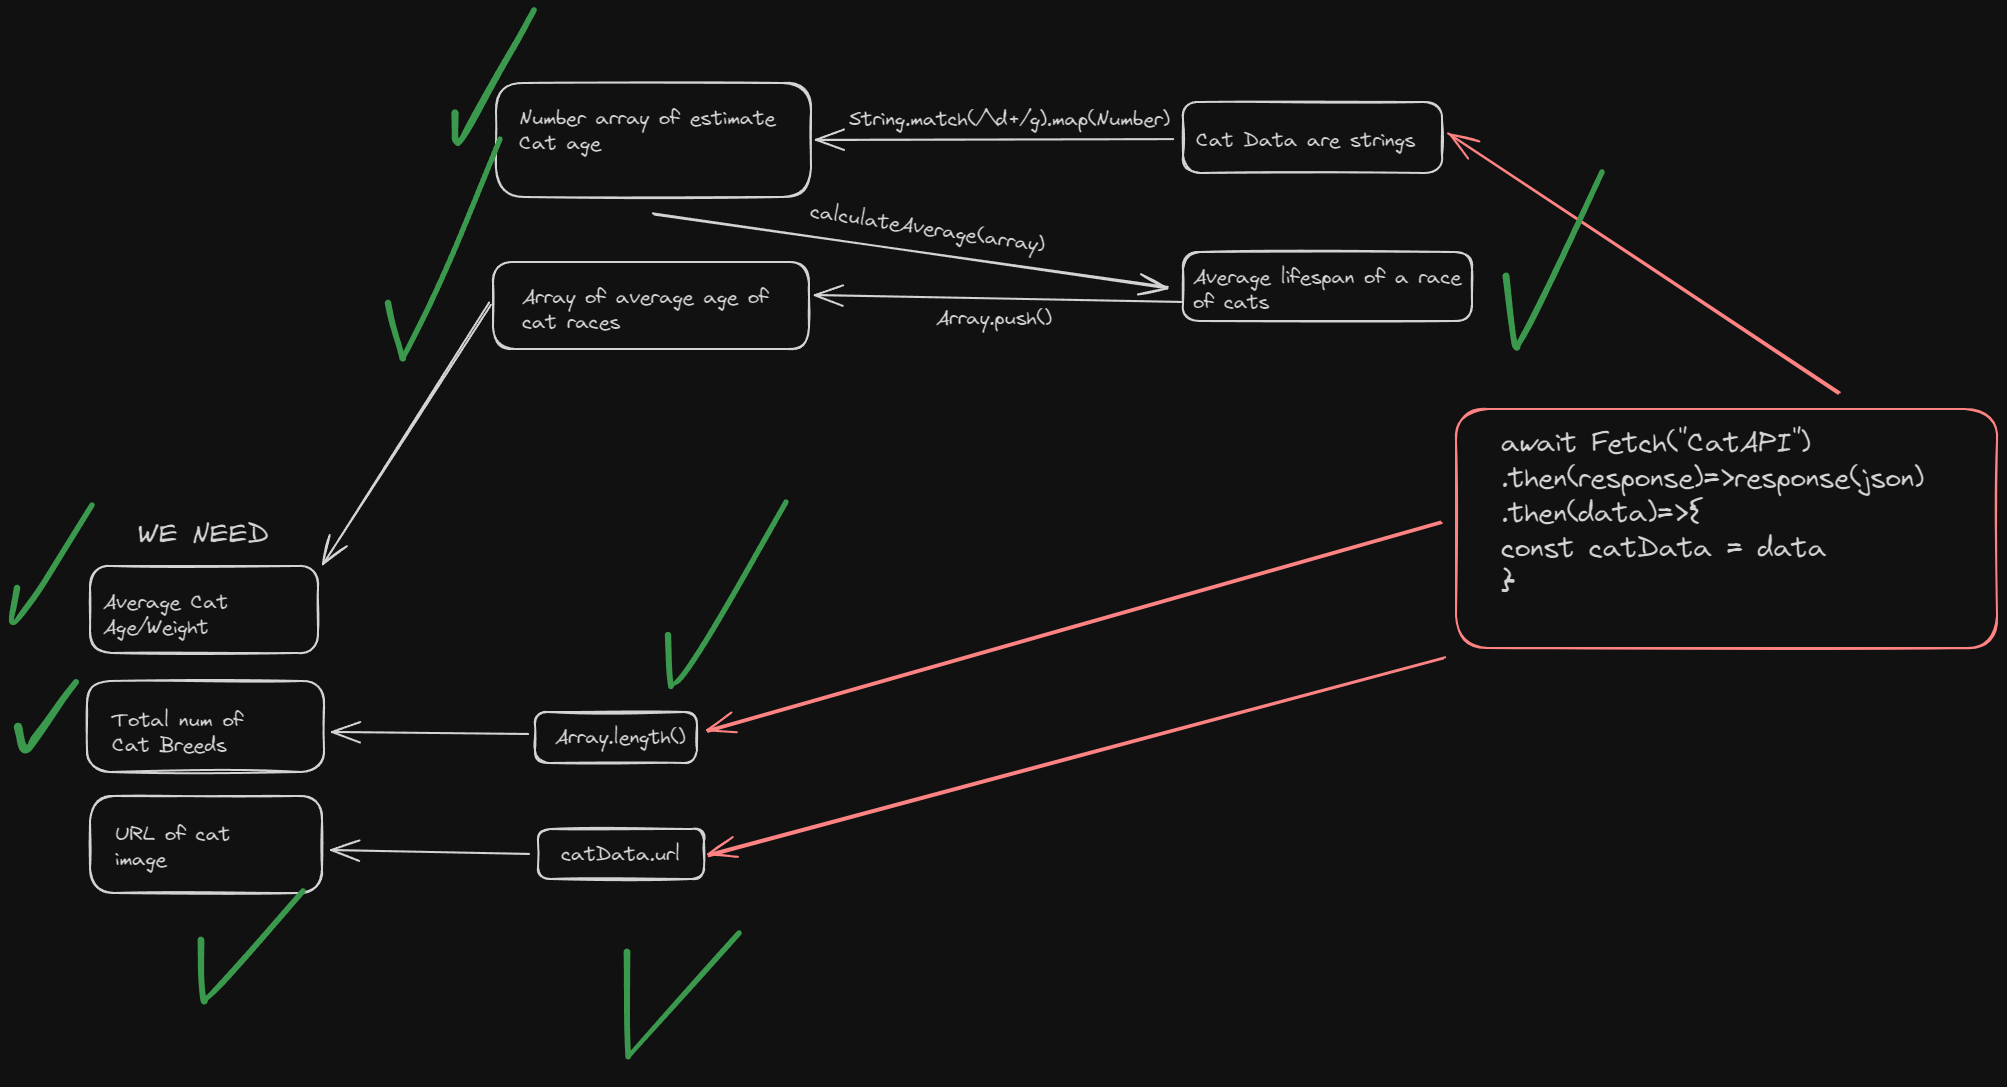 Number array of estimate
Cat age
String.match(/\d+/g).map(Number)
Cat Data are strings
calculateAverage(array)
Average lifespan of a race
of cats
Array of average age of
cat races
Array.push()
await Fetch("CatAPI")
.then(response)=>response(json)
.then(data)=>{
const catData = data
}
WE NEED
Average Cat
Age/Weight
Total num of
Cat Breeds
Array.length()
URL of cat
image
catData.url